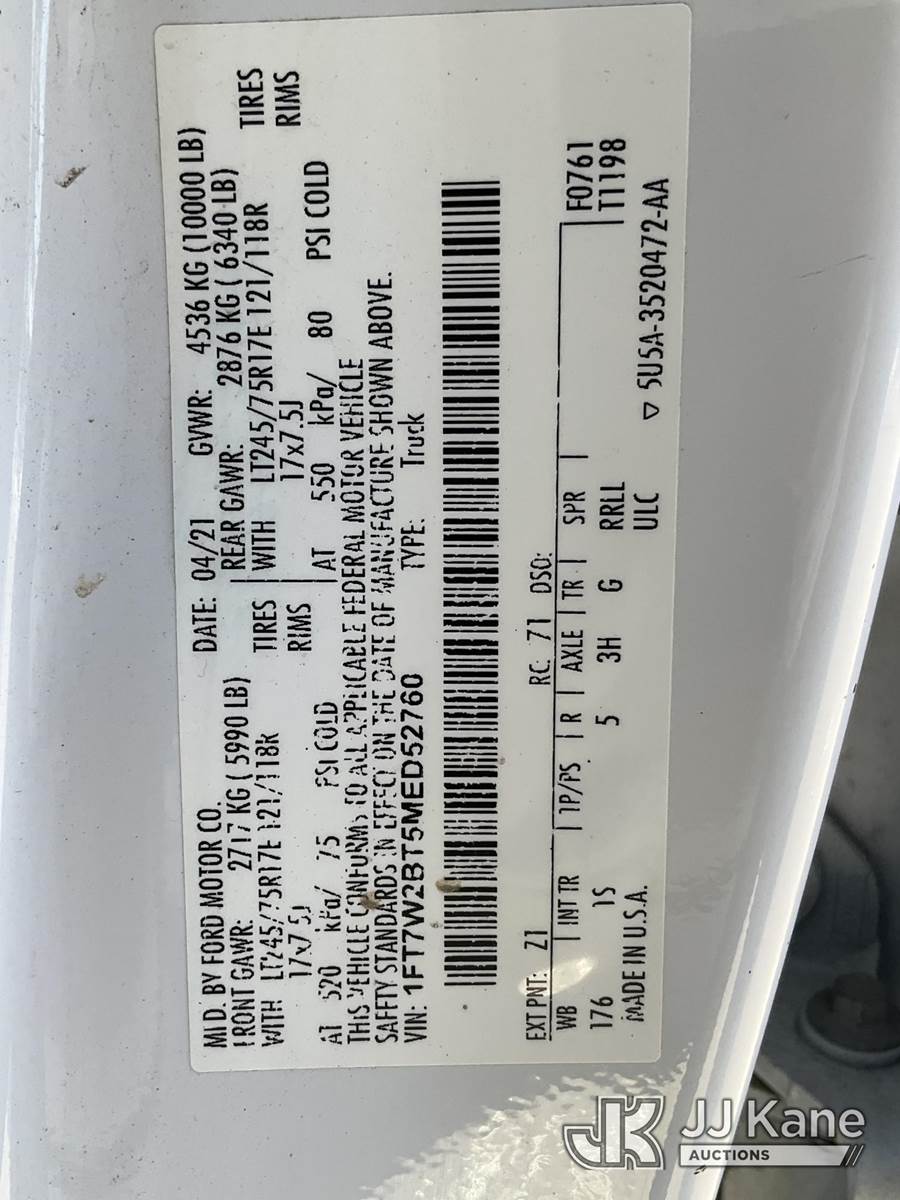 MFD. BY FORD MOTOR CO.
DATE: 04/21 GVWR: 4536 KG (10000 LB)
FRONT GAWR: 2717 KG ( 5990 LB)
REAR GAWR: 2876 KG ( 6340 LB)
WITH LT245/75R17E 121/118R TIRES
WITH LT245/75R17E 121/118R TIRES
17x7.5J RIMS
17x7.5J RIMS
AT 520 kPa/ 75 PSI COLD
AT 550 kPa/ 80 PSI COLD
THIS VEHICLE CONFORMS TO ALL APPLICABLE FEDERAL MOTOR VEHICLE
SAFETY STANDARDS IN EFFECT ON THE DATE OF MANUFACTURE SHOWN ABOVE.
VIN: 1FT7W2BT5MED52760 TYPE: Truck
EXT PNT: Z1 RC: 71 DSO:
WB INT TR TP/PS R AXLE TR SPR F0761
176 1S 5 3H G RRLL T1198
MADE IN U.S.A. ULC
▽ 5U5A-3520472-AA
JK JJ Kane
AUCTIONS